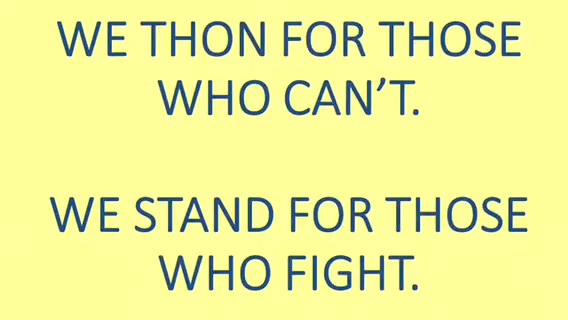 WE THON FOR THOSE
WHO CAN’T.
WE STAND FOR THOSE
WHO FIGHT.